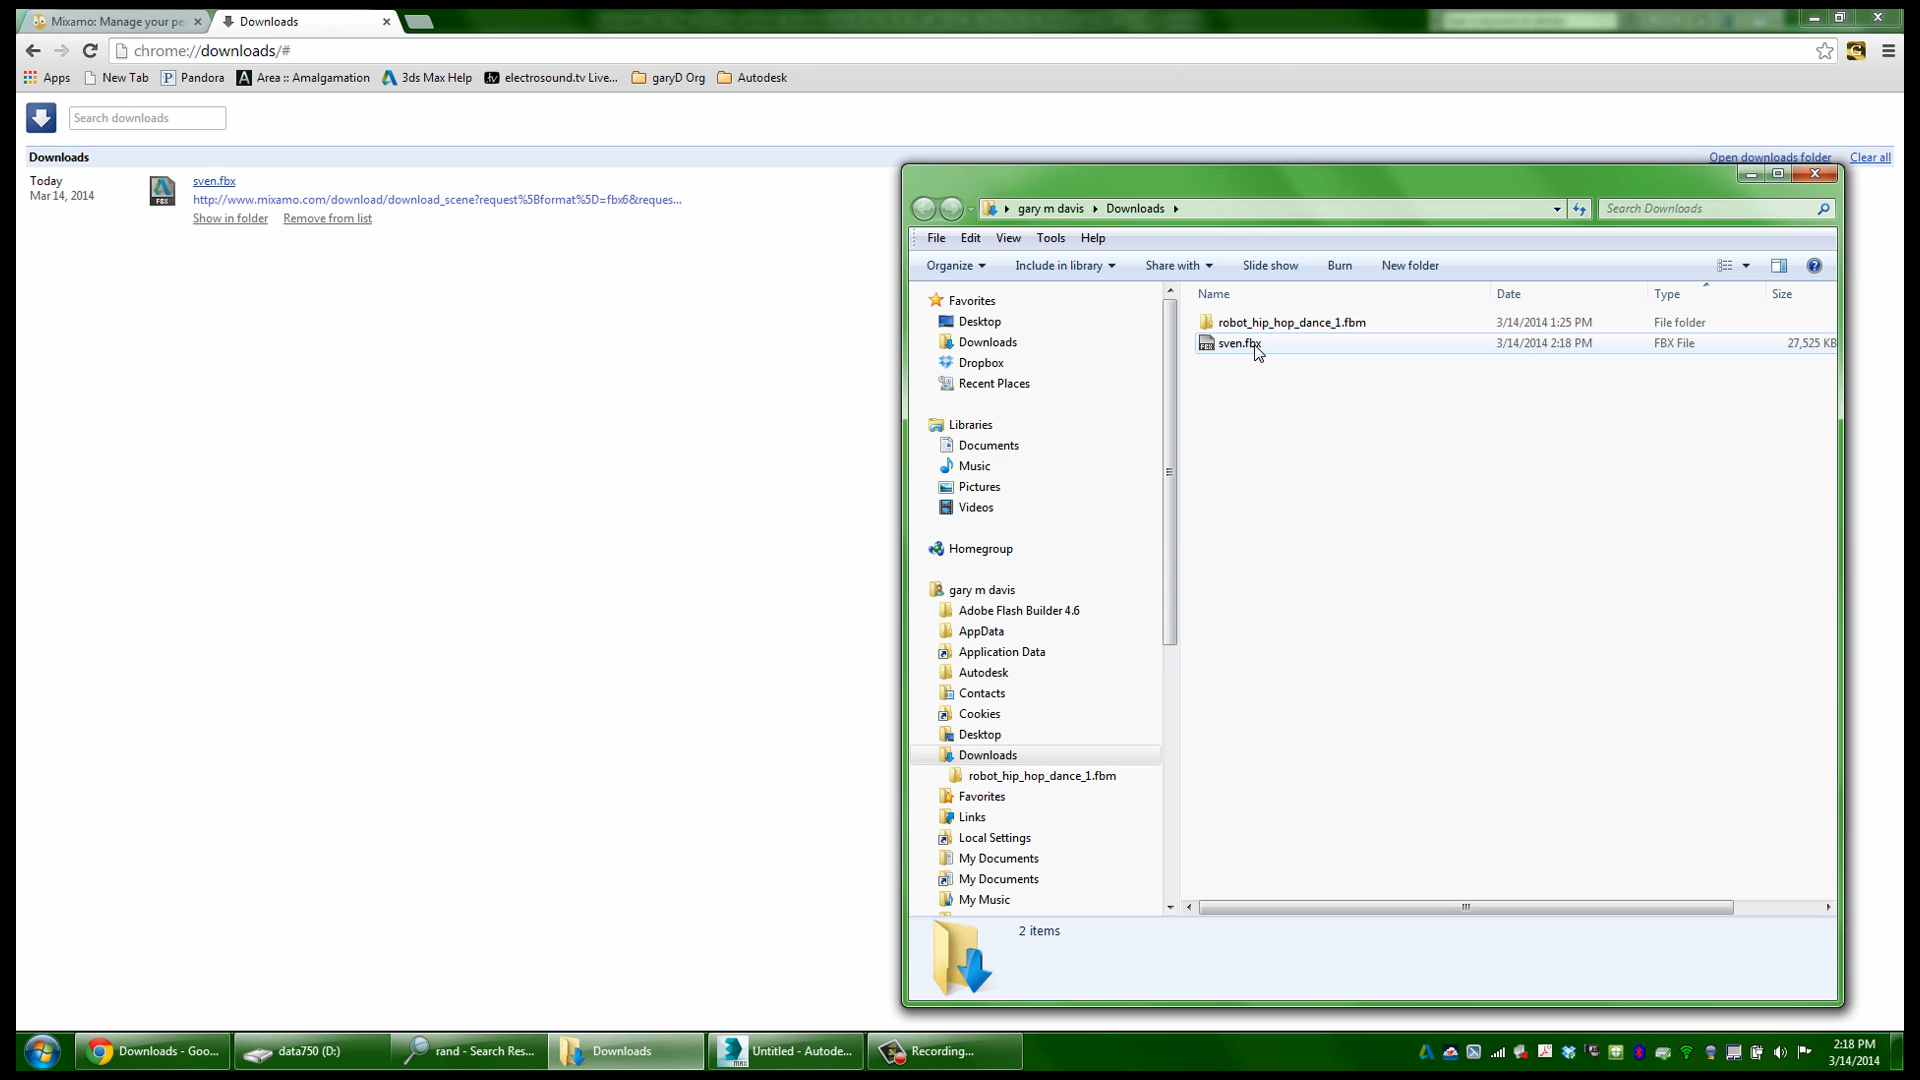 Mixamo: Manage your pe
Downloads
chrome://downloads/#
Apps
New Tab
Pandora
Area :: Amalgamation
3ds Max Help
electrosound.tv Live...
garyD Org
Autodesk
Search downloads
Downloads
Open downloads folder
Clear all
Today
Mar 14, 2014
sven.fbx
http://www.mixamo.com/download/download_scene?request%5Bformat%5D=fbx6&reques...
Show in folder
Remove from list
gary m davis
Downloads
Search Downloads
File Edit View Tools Help
Organize
Include in library
Share with
Slide show
Burn
New folder
Name Date Type Size
robot_hip_hop_dance_1.fbm 3/14/2014 1:25 PM File folder
sven.fbx 3/14/2014 2:18 PM FBX File 27,525 KB
Favorites
Desktop
Downloads
Dropbox
Recent Places
Libraries
Documents
Music
Pictures
Videos
Homegroup
gary m davis
Adobe Flash Builder 4.6
AppData
Application Data
Autodesk
Contacts
Cookies
Desktop
Downloads
robot_hip_hop_dance_1.fbm
Favorites
Links
Local Settings
My Documents
My Documents
My Music
2 items
Downloads - Goo...
data750 (D:)
rand - Search Res...
Downloads
Untitled - Autode...
Recording...
2:18 PM
3/14/2014